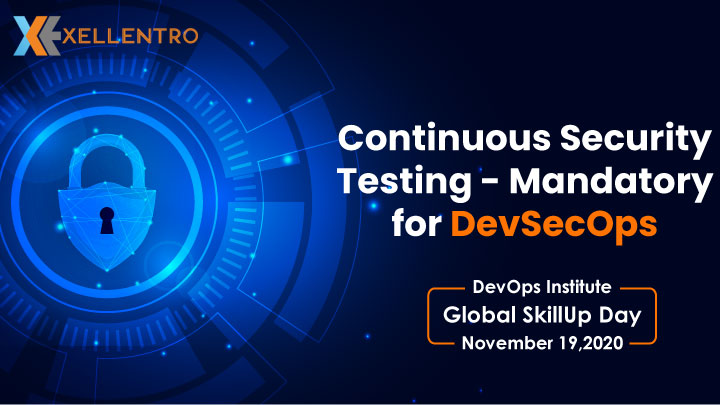 XELLENTRO
Continuous Security
Testing - Mandatory
for DevSecOps
DevOps Institute
Global SkillUp Day
November 19,2020